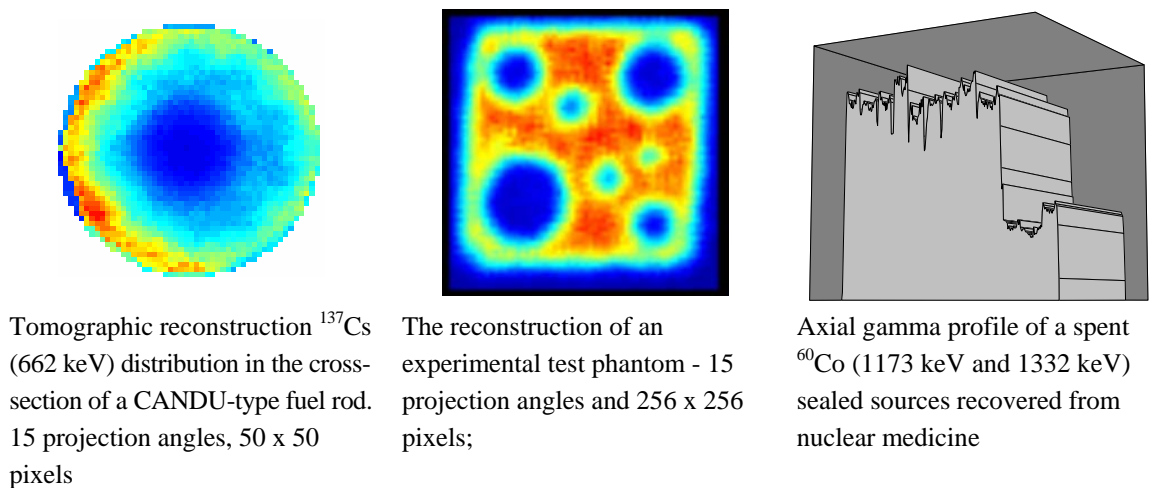 Tomographic reconstruction ¹³⁷Cs
(662 keV) distribution in the cross-
section of a CANDU-type fuel rod.
15 projection angles, 50 x 50
pixels
The reconstruction of an
experimental test phantom - 15
projection angles and 256 x 256
pixels;
Axial gamma profile of a spent
⁶⁰Co (1173 keV and 1332 keV)
sealed sources recovered from
nuclear medicine